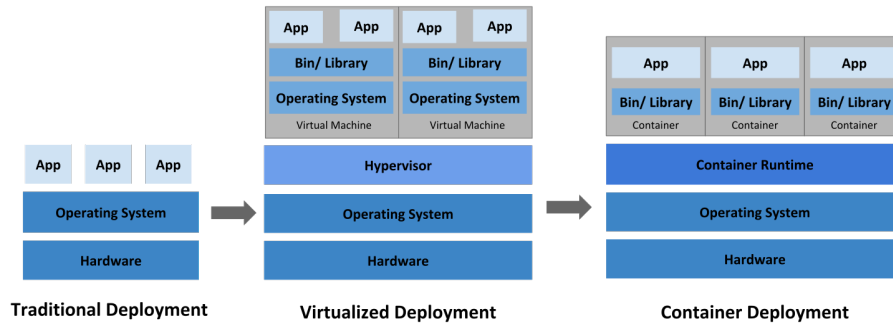 App
App
App
Operating System
Hardware
Traditional Deployment
App
App
Bin/ Library
Operating System
Virtual Machine
App
App
Bin/ Library
Operating System
Virtual Machine
Hypervisor
Operating System
Hardware
Virtualized Deployment
App
Bin/ Library
Container
App
Bin/ Library
Container
App
Bin/ Library
Container
Container Runtime
Operating System
Hardware
Container Deployment